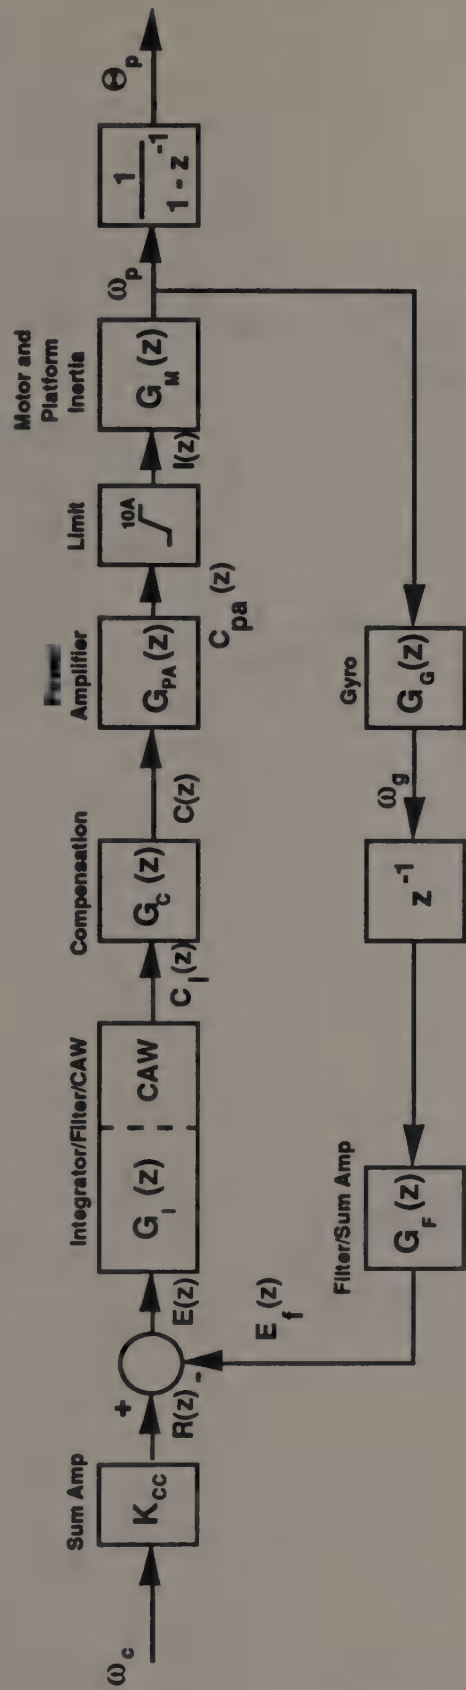 ω_c
Sum Amp
K_CC
R(z)
+
-
E(z)
Integrator/Filter/CAW
G_I(z)
CAW
C_I(z)
Compensation
G_C(z)
C(z)
Amplifier
G_PA(z)
C_pa(z)
Limit
10A
I(z)
Motor and
Platform
Inertia
G_M(z)
ω_p
1
1 - z^-1
Θ_p
Gyro
G_G(z)
ω_g
z^-1
Filter/Sum Amp
G_F(z)
E_f(z)